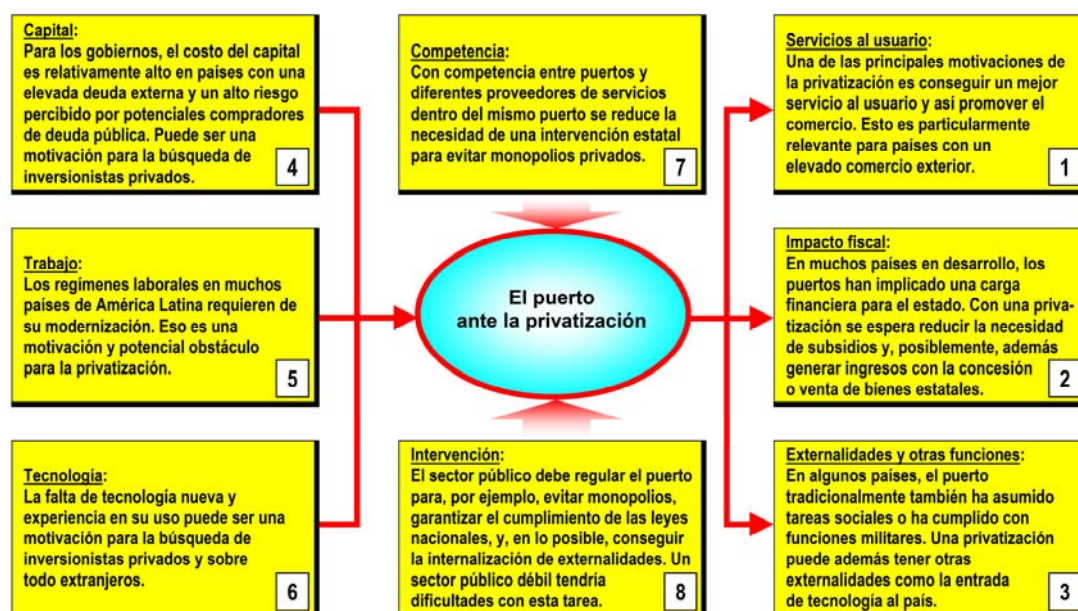 Capital:
Para los gobiernos, el costo del capital
es relativamente alto en países con una
elevada deuda externa y un alto riesgo
percibido por potenciales compradores
de deuda pública. Puede ser una
motivación para la búsqueda de
inversionistas privados.
4
Competencia:
Con competencia entre puertos y
diferentes proveedores de servicios
dentro del mismo puerto se reduce la
necesidad de una intervención estatal
para evitar monopolios privados.
7
Servicios al usuario:
Una de las principales motivaciones de
la privatización es conseguir un mejor
servicio al usuario y así promover el
comercio. Esto es particularmente
relevante para países con un
elevado comercio exterior.
1
Trabajo:
Los regímenes laborales en muchos
países de América Latina requieren de
su modernización. Eso es una
motivación y potencial obstáculo
para la privatización.
5
El puerto
ante la privatización
Impacto fiscal:
En muchos países en desarrollo, los
puertos han implicado una carga
financiera para el estado. Con una priva-
tización se espera reducir la necesidad
de subsidios y, posiblemente, además
generar ingresos con la concesión
o venta de bienes estatales.
2
Tecnología:
La falta de tecnología nueva y
experiencia en su uso puede ser una
motivación para la búsqueda de
inversionistas privados y sobre
todo extranjeros.
6
Intervención:
El sector público debe regular el puerto
para, por ejemplo, evitar monopolios,
garantizar el cumplimiento de las leyes
nacionales, y, en lo posible, conseguir
la internalización de externalidades. Un
sector público débil tendría
dificultades con esta tarea.
8
Externalidades y otras funciones:
En algunos países, el puerto
tradicionalmente también ha asumido
tareas sociales o ha cumplido con
funciones militares. Una privatización
puede además tener otras
externalidades como la entrada
de tecnología al país.
3